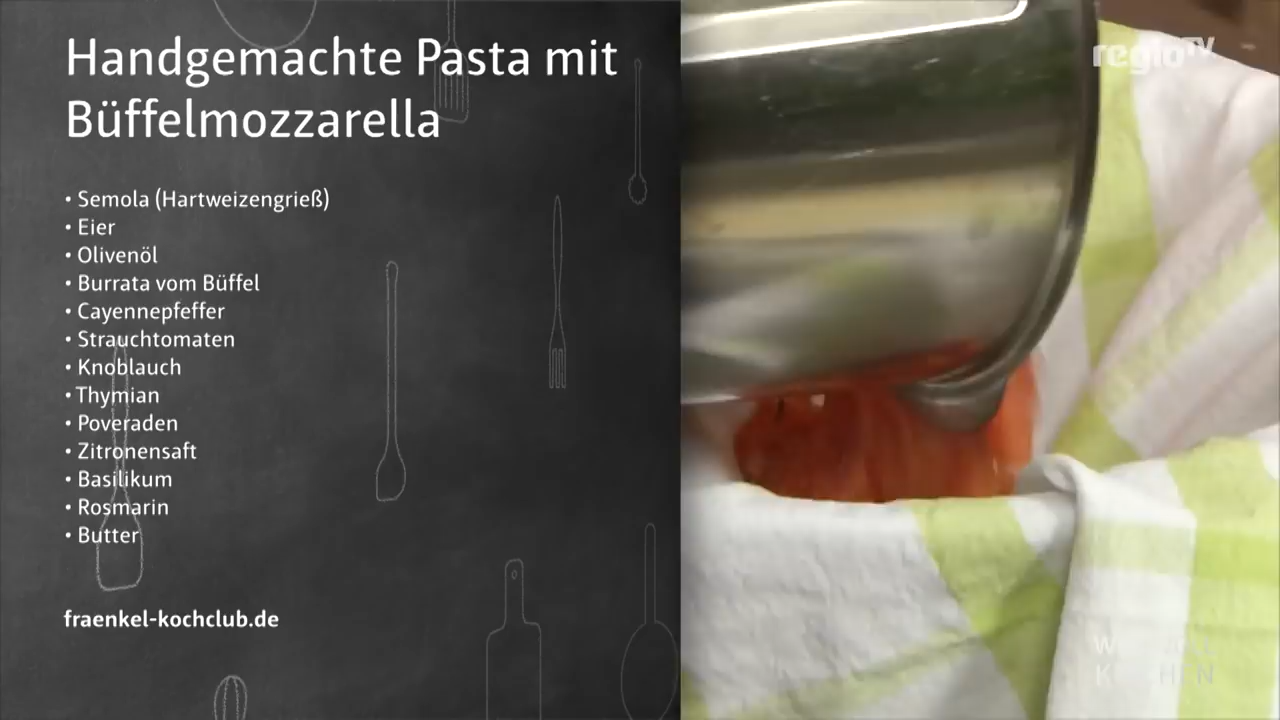 Handgemachte Pasta mit
Büffelmozzarella
• Semola (Hartweizengrieß)
• Eier
• Olivenöl
• Burrata vom Büffel
• Cayennepfeffer
• Strauchtomaten
• Knoblauch
• Thymian
• Poveraden
• Zitronensaft
• Basilikum
• Rosmarin
• Butter
fraenkel-kochclub.de
regioTV